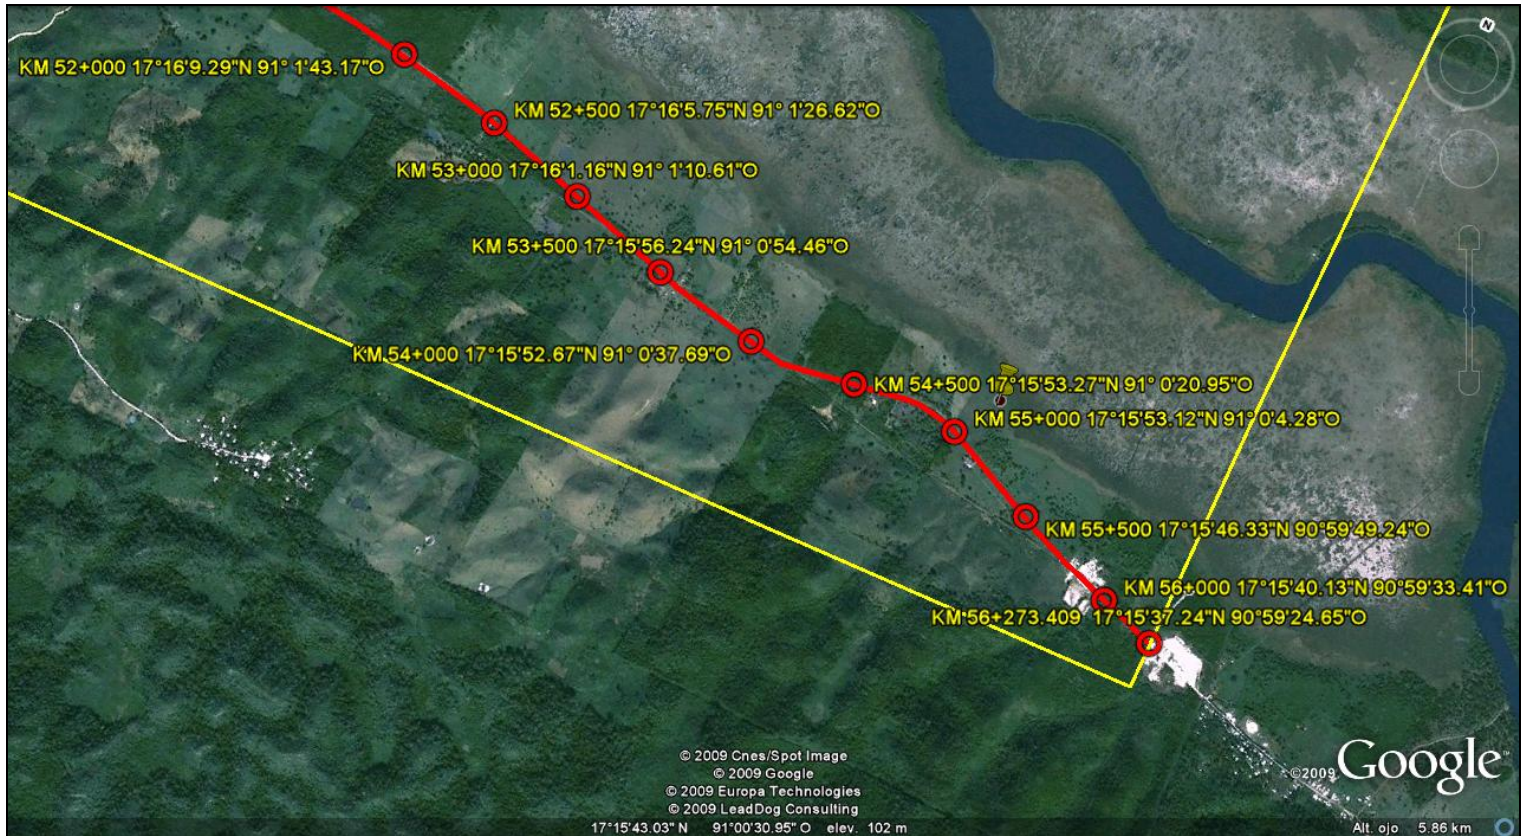 N
KM 52+000 17°16'9.29"N 91° 1'43.17"O
KM 52+500 17°16'5.75"N 91° 1'26.62"O
KM 53+000 17°16'1.16"N 91° 1'10.61"O
KM 53+500 17°15'56.24"N 91° 0'54.46"O
KM 54+000 17°15'52.67"N 91° 0'37.69"O
KM 54+500 17°15'53.27"N 91° 0'20.95"O
KM 55+000 17°15'53.12"N 91° 0'4.28"O
KM 55+500 17°15'46.33"N 90°59'49.24"O
KM 56+000 17°15'40.13"N 90°59'33.41"O
KM 56+273.409 17°15'37.24"N 90°59'24.65"O
© 2009 Cnes/Spot Image
© 2009 Google
© 2009 Europa Technologies
© 2009 LeadDog Consulting
©2009 Google
17°15'43.03" N 91°00'30.95" O elev. 102 m
Alt. ojo 5.86 km